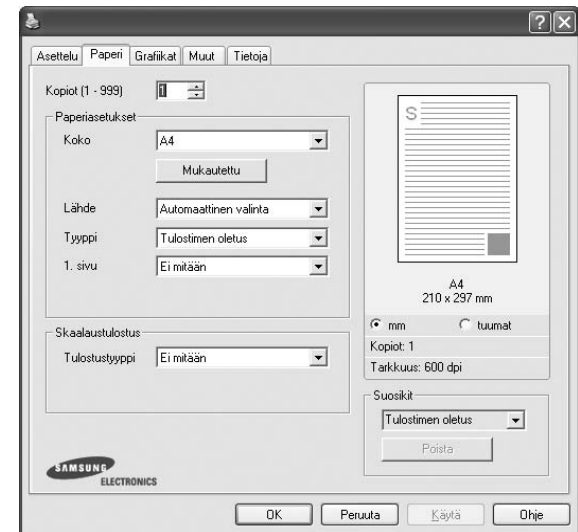 Asettelu Paperi Grafiikat Muut Tietoja
Kopiot (1 - 999) 1
Paperiasetukset
Koko A4
Mukautettu
Lähde Automaattinen valinta
Tyyppi Tulostimen oletus
1. sivu Ei mitään
Skaalaustulostus
Tulostustyyppi Ei mitään
SAMSUNG
ELECTRONICS
S
A4
210 x 297 mm
mm tuumat
Kopiot: 1
Tarkkuus: 600 dpi
Suosikit
Tulostimen oletus
Poista
OK Peruuta Käytä Ohje